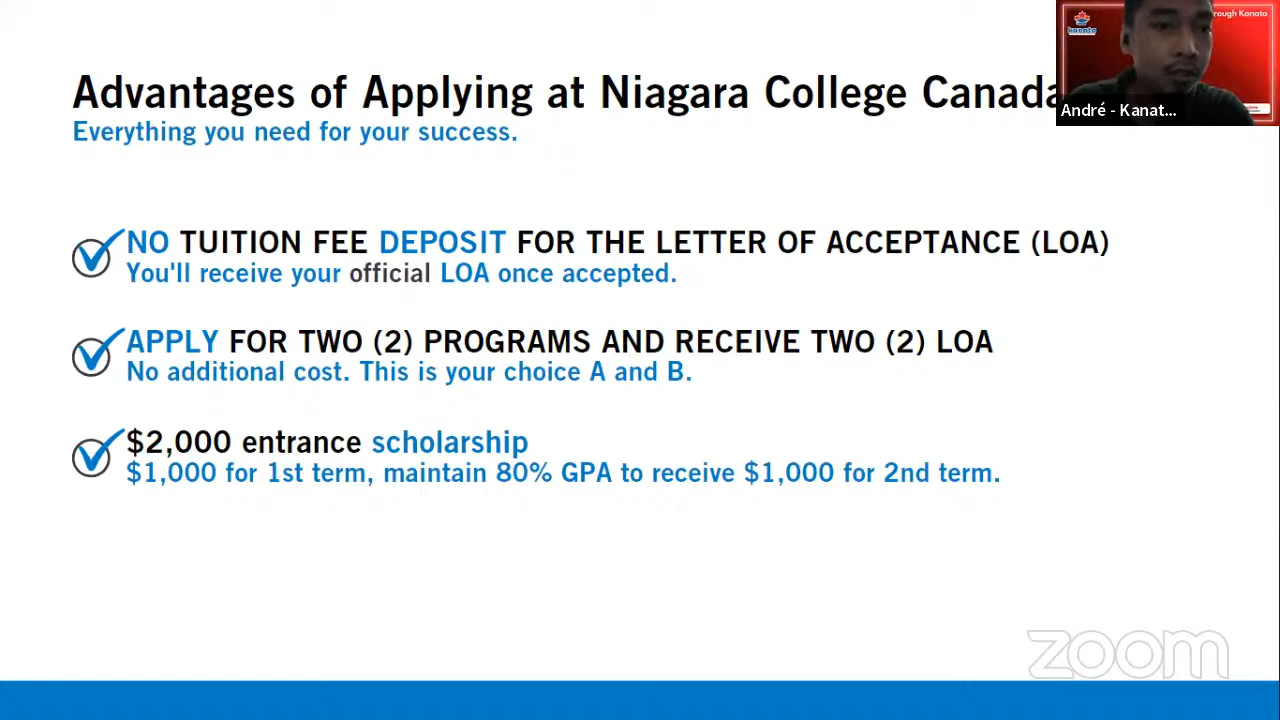 Advantages of Applying at Niagara College Canada
Everything you need for your success.
rough Kanata
kanata
André - Kanat...
NO TUITION FEE DEPOSIT FOR THE LETTER OF ACCEPTANCE (LOA)
You'll receive your official LOA once accepted.
APPLY FOR TWO (2) PROGRAMS AND RECEIVE TWO (2) LOA
No additional cost. This is your choice A and B.
$2,000 entrance scholarship
$1,000 for 1st term, maintain 80% GPA to receive $1,000 for 2nd term.
zoom